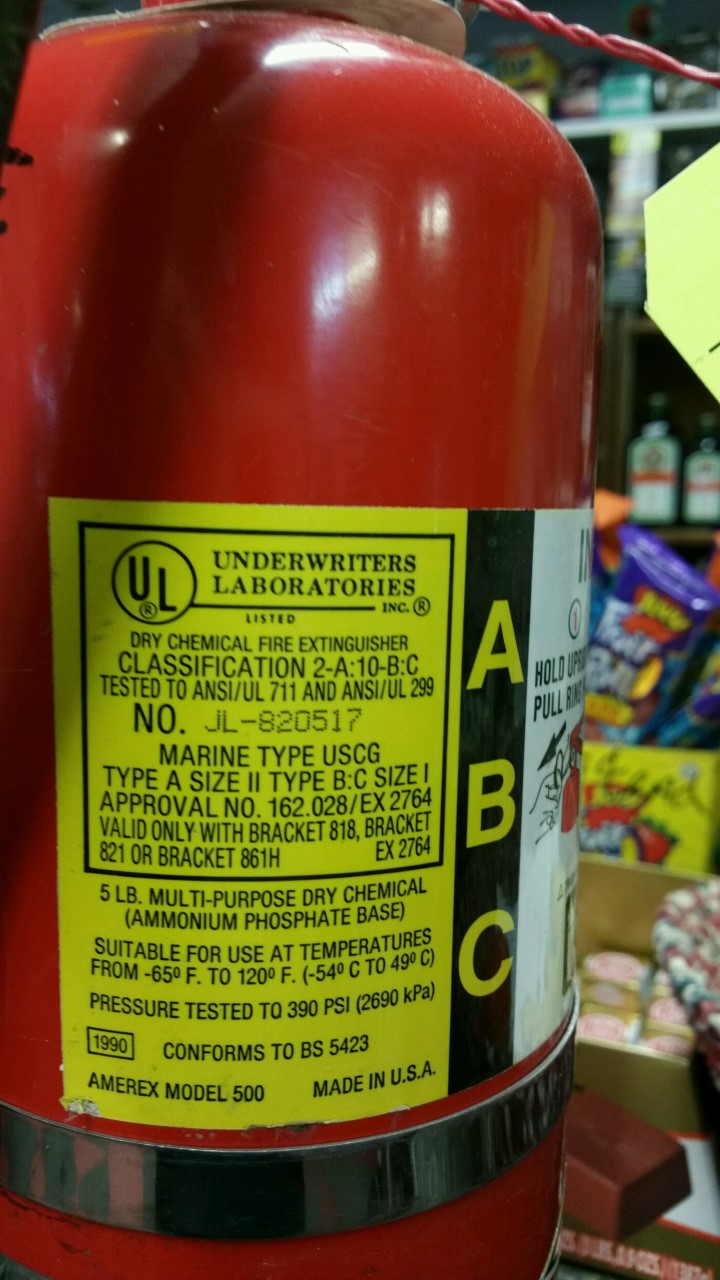 UL®
UNDERWRITERS
LABORATORIES
INC.®
LISTED
DRY CHEMICAL FIRE EXTINGUISHER
CLASSIFICATION 2-A:10-B:C
TESTED TO ANSI/UL 711 AND ANSI/UL 299
NO. JL-820517
MARINE TYPE USCG
TYPE A SIZE II TYPE B:C SIZE I
APPROVAL NO. 162.028/EX 2764
VALID ONLY WITH BRACKET 818, BRACKET
821 OR BRACKET 861H EX 2764
5 LB. MULTI-PURPOSE DRY CHEMICAL
(AMMONIUM PHOSPHATE BASE)
SUITABLE FOR USE AT TEMPERATURES
FROM -65º F. TO 120º F. (-54º C TO 49º C)
PRESSURE TESTED TO 390 PSI (2690 kPa)
1990 CONFORMS TO BS 5423
AMEREX MODEL 500 MADE IN U.S.A.
A
B
C
1
HOLD
PULL RING
Fruit